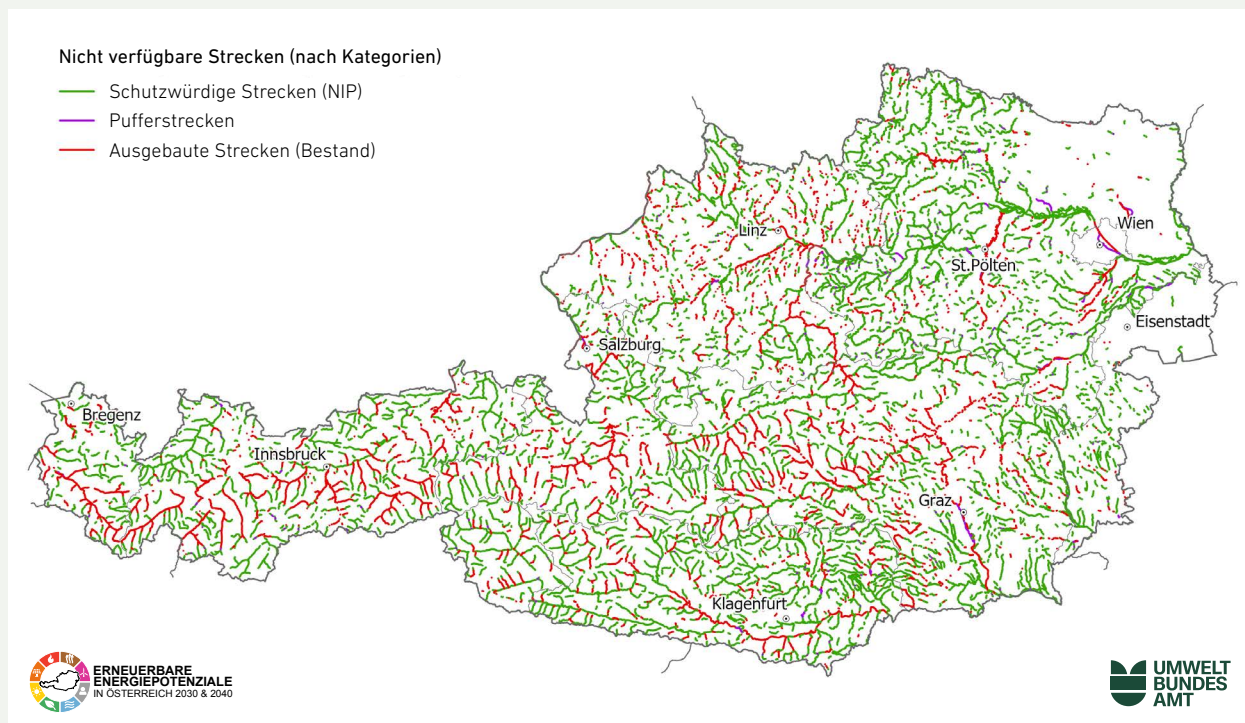 Nicht verfügbare Strecken (nach Kategorien)
Schutzwürdige Strecken (NIP)
Pufferstrecken
Ausgebaute Strecken (Bestand)
Linz
Wien
St.Pölten
Eisenstadt
Salzburg
Bregenz
Innsbruck
Graz
Klagenfurt
ERNEUERBARE
ENERGIEPOTENZIALE
IN ÖSTERREICH 2030 & 2040
UMWELT
BUNDES
AMT